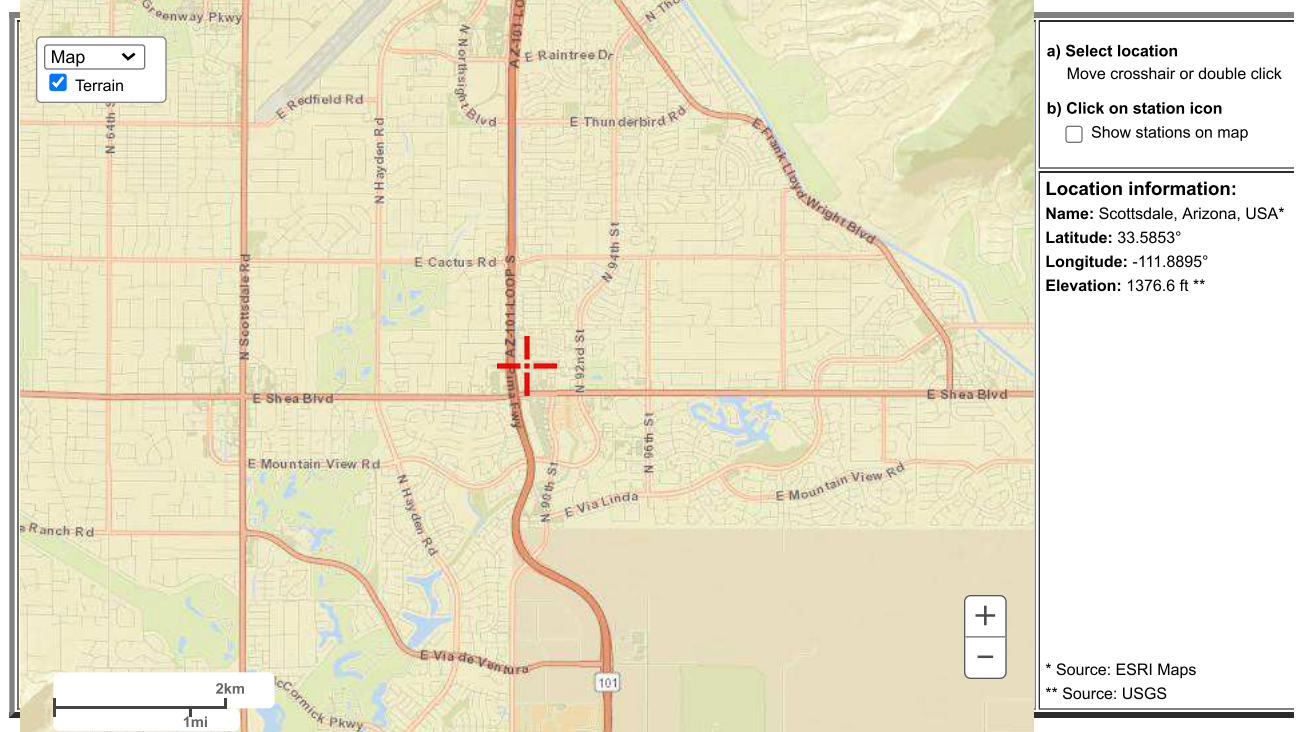 Greenway Pkwy
N Tho
AZ-101 LO
Map
Terrain
E Raintree Dr
N Northsight Blvd
E Redfield Rd
N 64th S
E Thunderbird Rd
N Hayden Rd
E Frank Lloyd Wright Blvd
N 94th St
E Cactus Rd
N Scottsdale Rd
AZ-101 LOOP S
N 92nd St
Pima Fwy
E Shea Blvd
E Shea Blvd
N 96th St
E Mountain View Rd
N 90th St
E Mountain View Rd
N Hayden Rd
E Via Linda
e Ranch Rd
E Via de Ventura
101
cCormick Pkwy
2km
1mi
+
−
a) Select location
Move crosshair or double click
b) Click on station icon
Show stations on map
Location information:
Name: Scottsdale, Arizona, USA*
Latitude: 33.5853°
Longitude: -111.8895°
Elevation: 1376.6 ft **
* Source: ESRI Maps
** Source: USGS